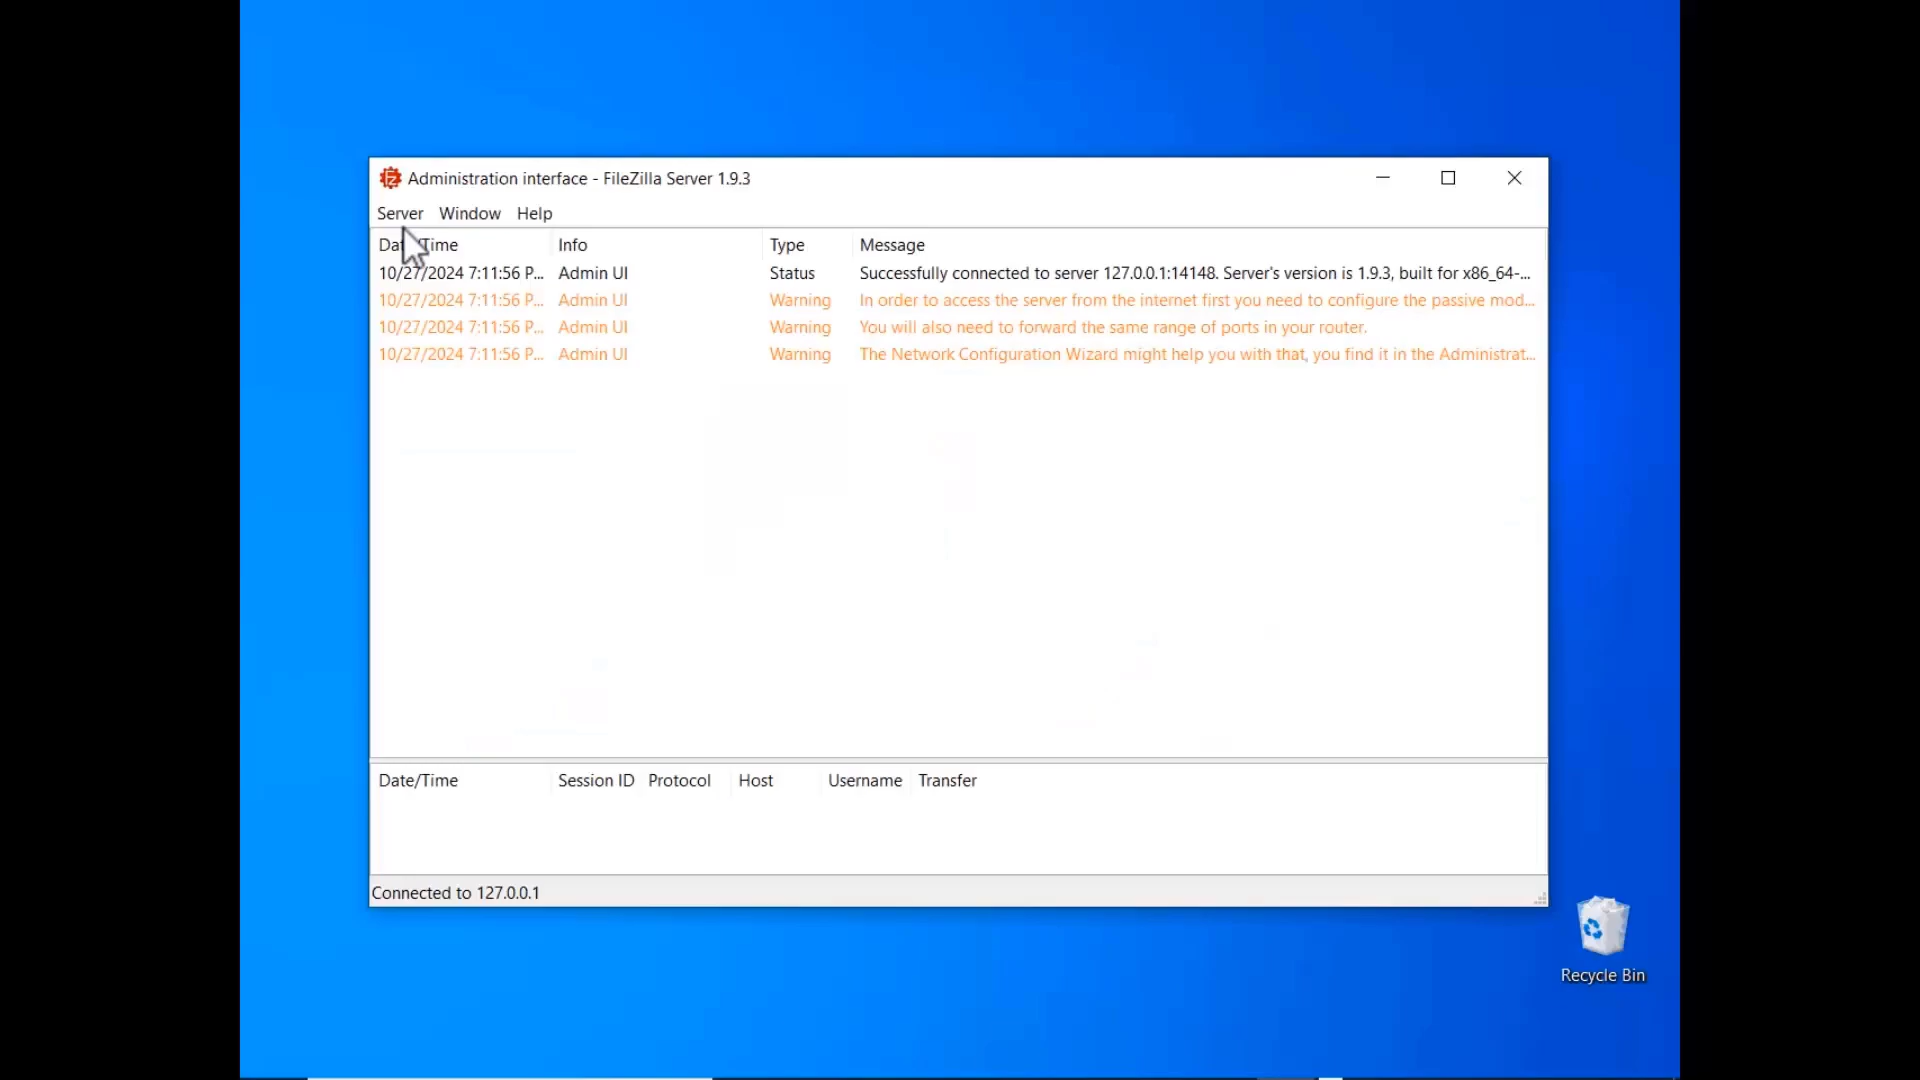 Administration interface - FileZilla Server 1.9.3
Server Window Help
Date/Time Info Type Message
10/27/2024 7:11:56 P... Admin UI Status Successfully connected to server 127.0.0.1:14148. Server's version is 1.9.3, built for x86_64-...
10/27/2024 7:11:56 P... Admin UI Warning In order to access the server from the internet first you need to configure the passive mod...
10/27/2024 7:11:56 P... Admin UI Warning You will also need to forward the same range of ports in your router.
10/27/2024 7:11:56 P... Admin UI Warning The Network Configuration Wizard might help you with that, you find it in the Administrat...
Date/Time Session ID Protocol Host Username Transfer
Connected to 127.0.0.1
Recycle Bin